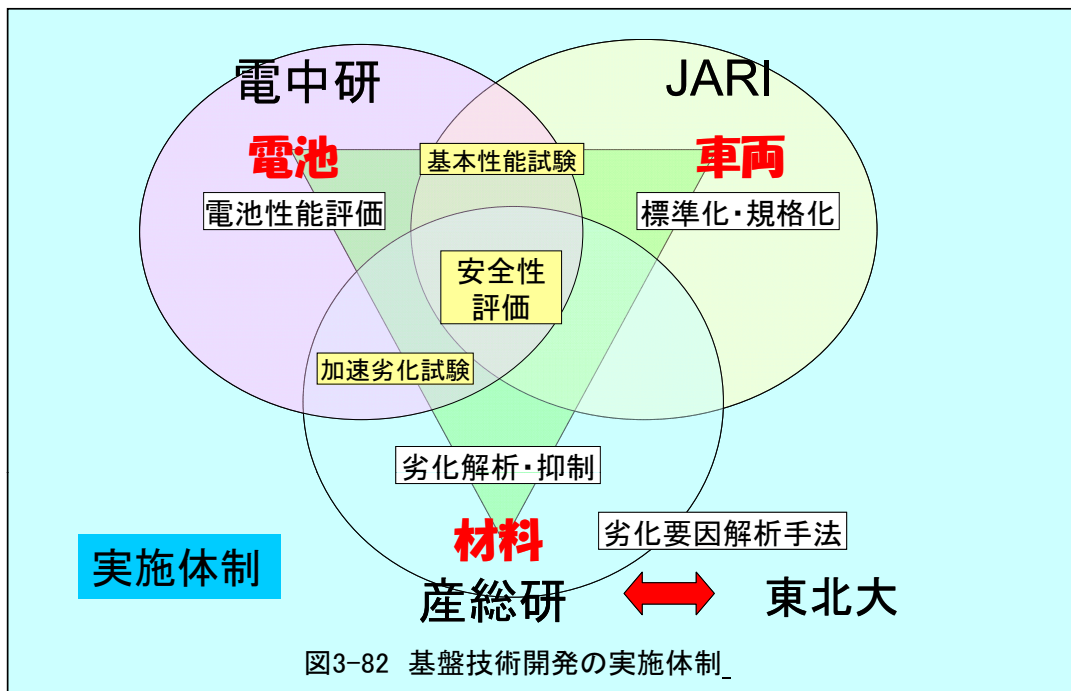 電中研
JARI
電池
基本性能試験
車両
電池性能評価
標準化・規格化
安全性
評価
加速劣化試験
劣化解析・抑制
材料
劣化要因解析手法
実施体制
産総研
東北大
図3-82 基盤技術開発の実施体制